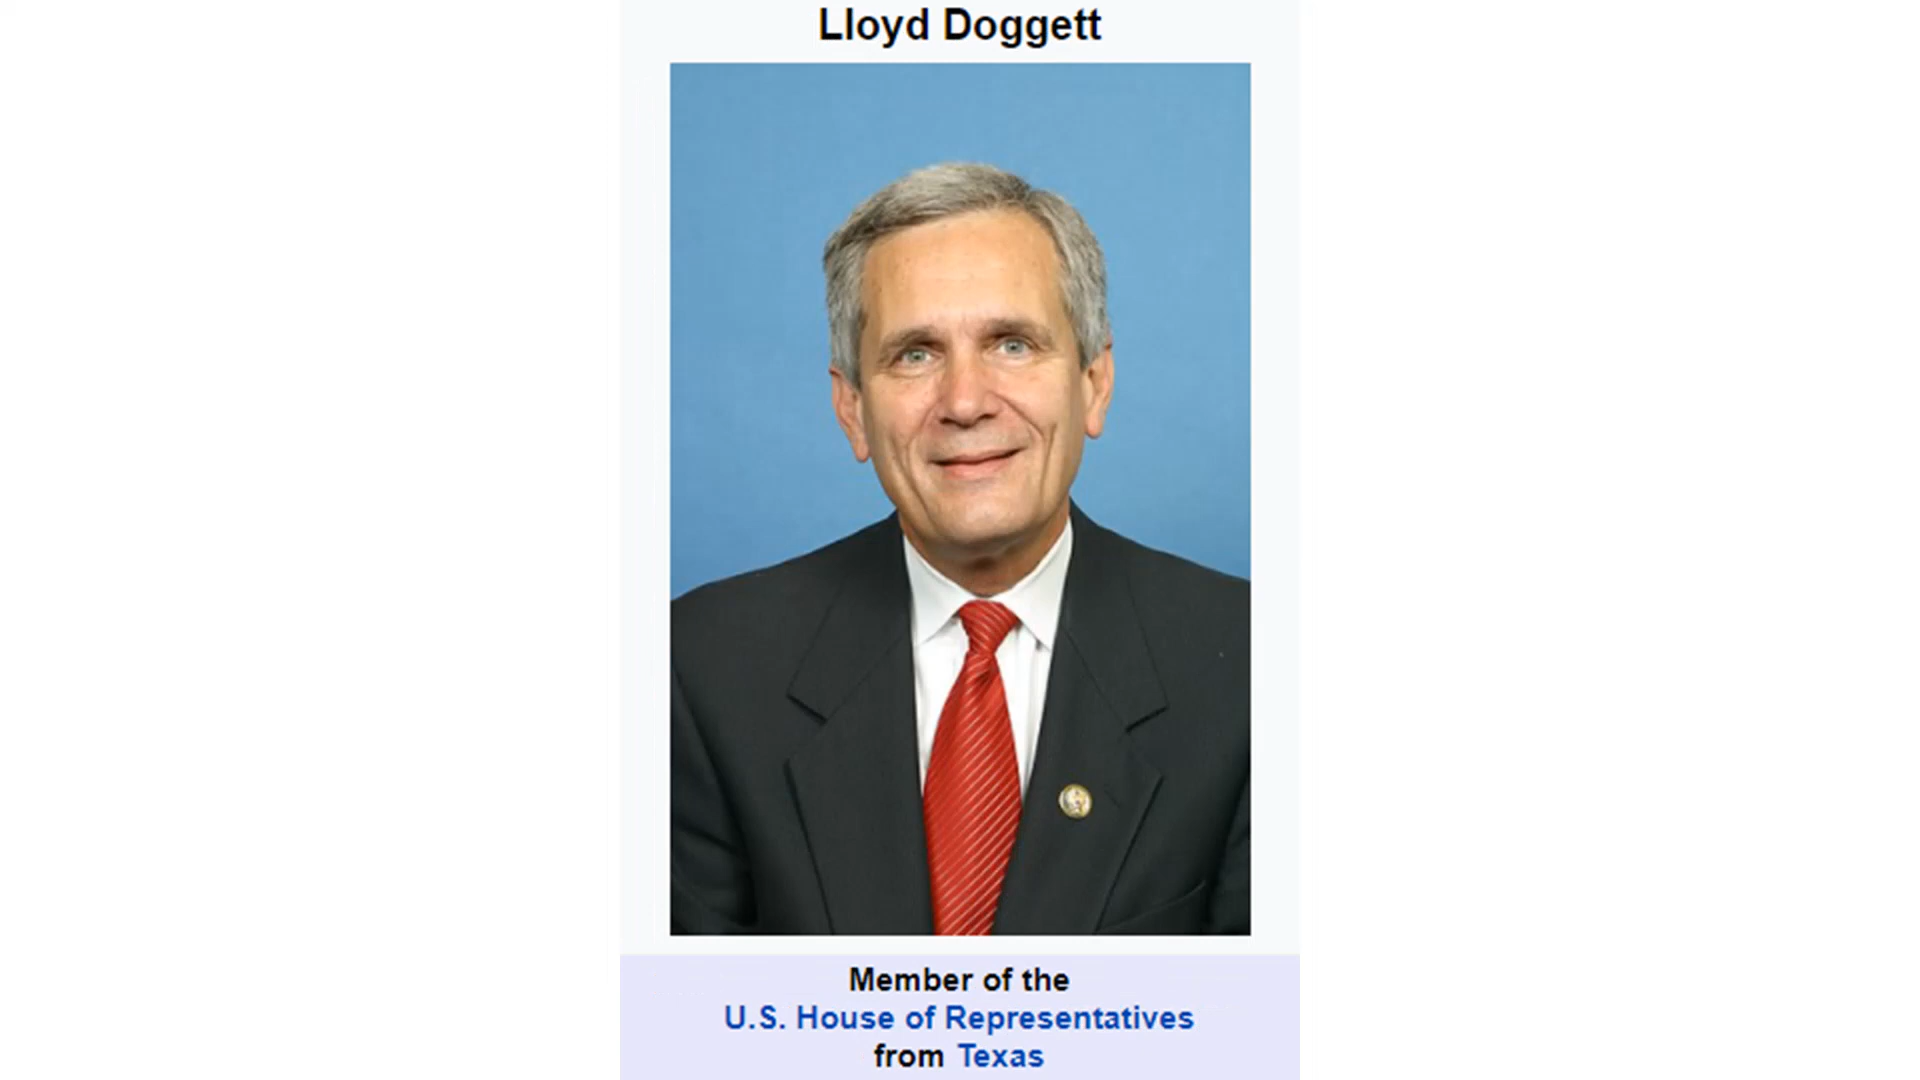 Lloyd Doggett
Member of the
U.S. House of Representatives
from Texas